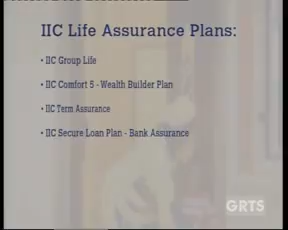 IIC Life Assurance Plans:
• IIC Group Life
• IIC Comfort 5 - Wealth Builder Plan
• IIC Term Assurance
• IIC Secure Loan Plan - Bank Assurance
GRTS